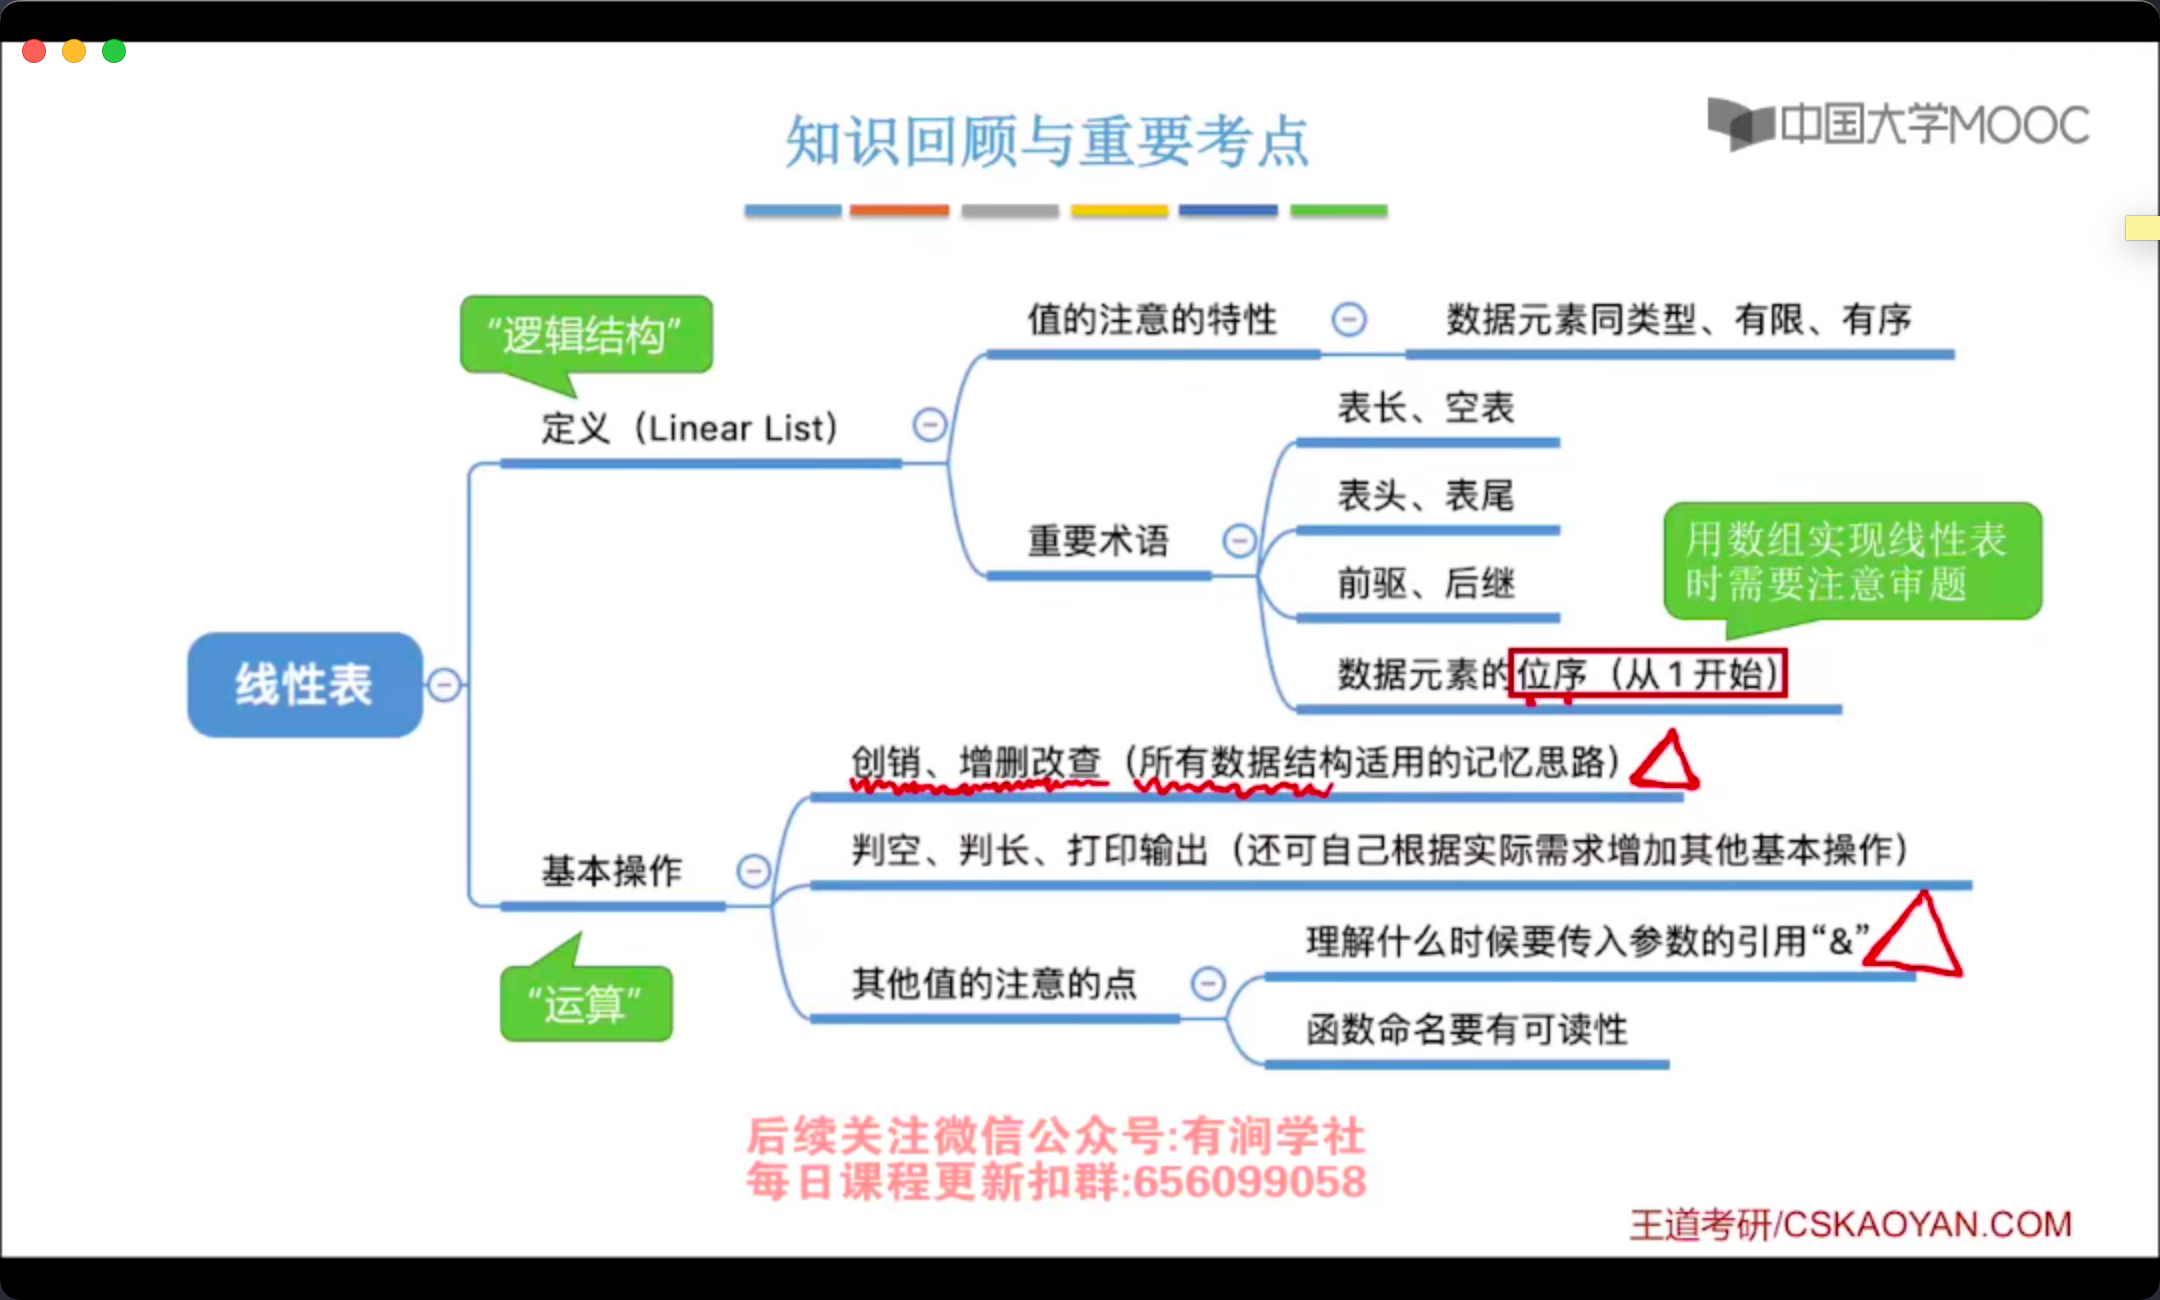 知识回顾与重要考点
中国大学MOOC
“逻辑结构”
定义（Linear List）
值的注意的特性
数据元素同类型、有限、有序
重要术语
表长、空表
表头、表尾
前驱、后继
数据元素的位序（从1开始）
用数组实现线性表
时需要注意审题
线性表
基本操作
“运算”
创销、增删改查（所有数据结构适用的记忆思路）
判空、判长、打印输出（还可自己根据实际需求增加其他基本操作）
其他值的注意的点
理解什么时候要传入参数的引用“&”
函数命名要有可读性
后续关注微信公众号:有涧学社
每日课程更新扣群:656099058
王道考研/CSKAOYAN.COM